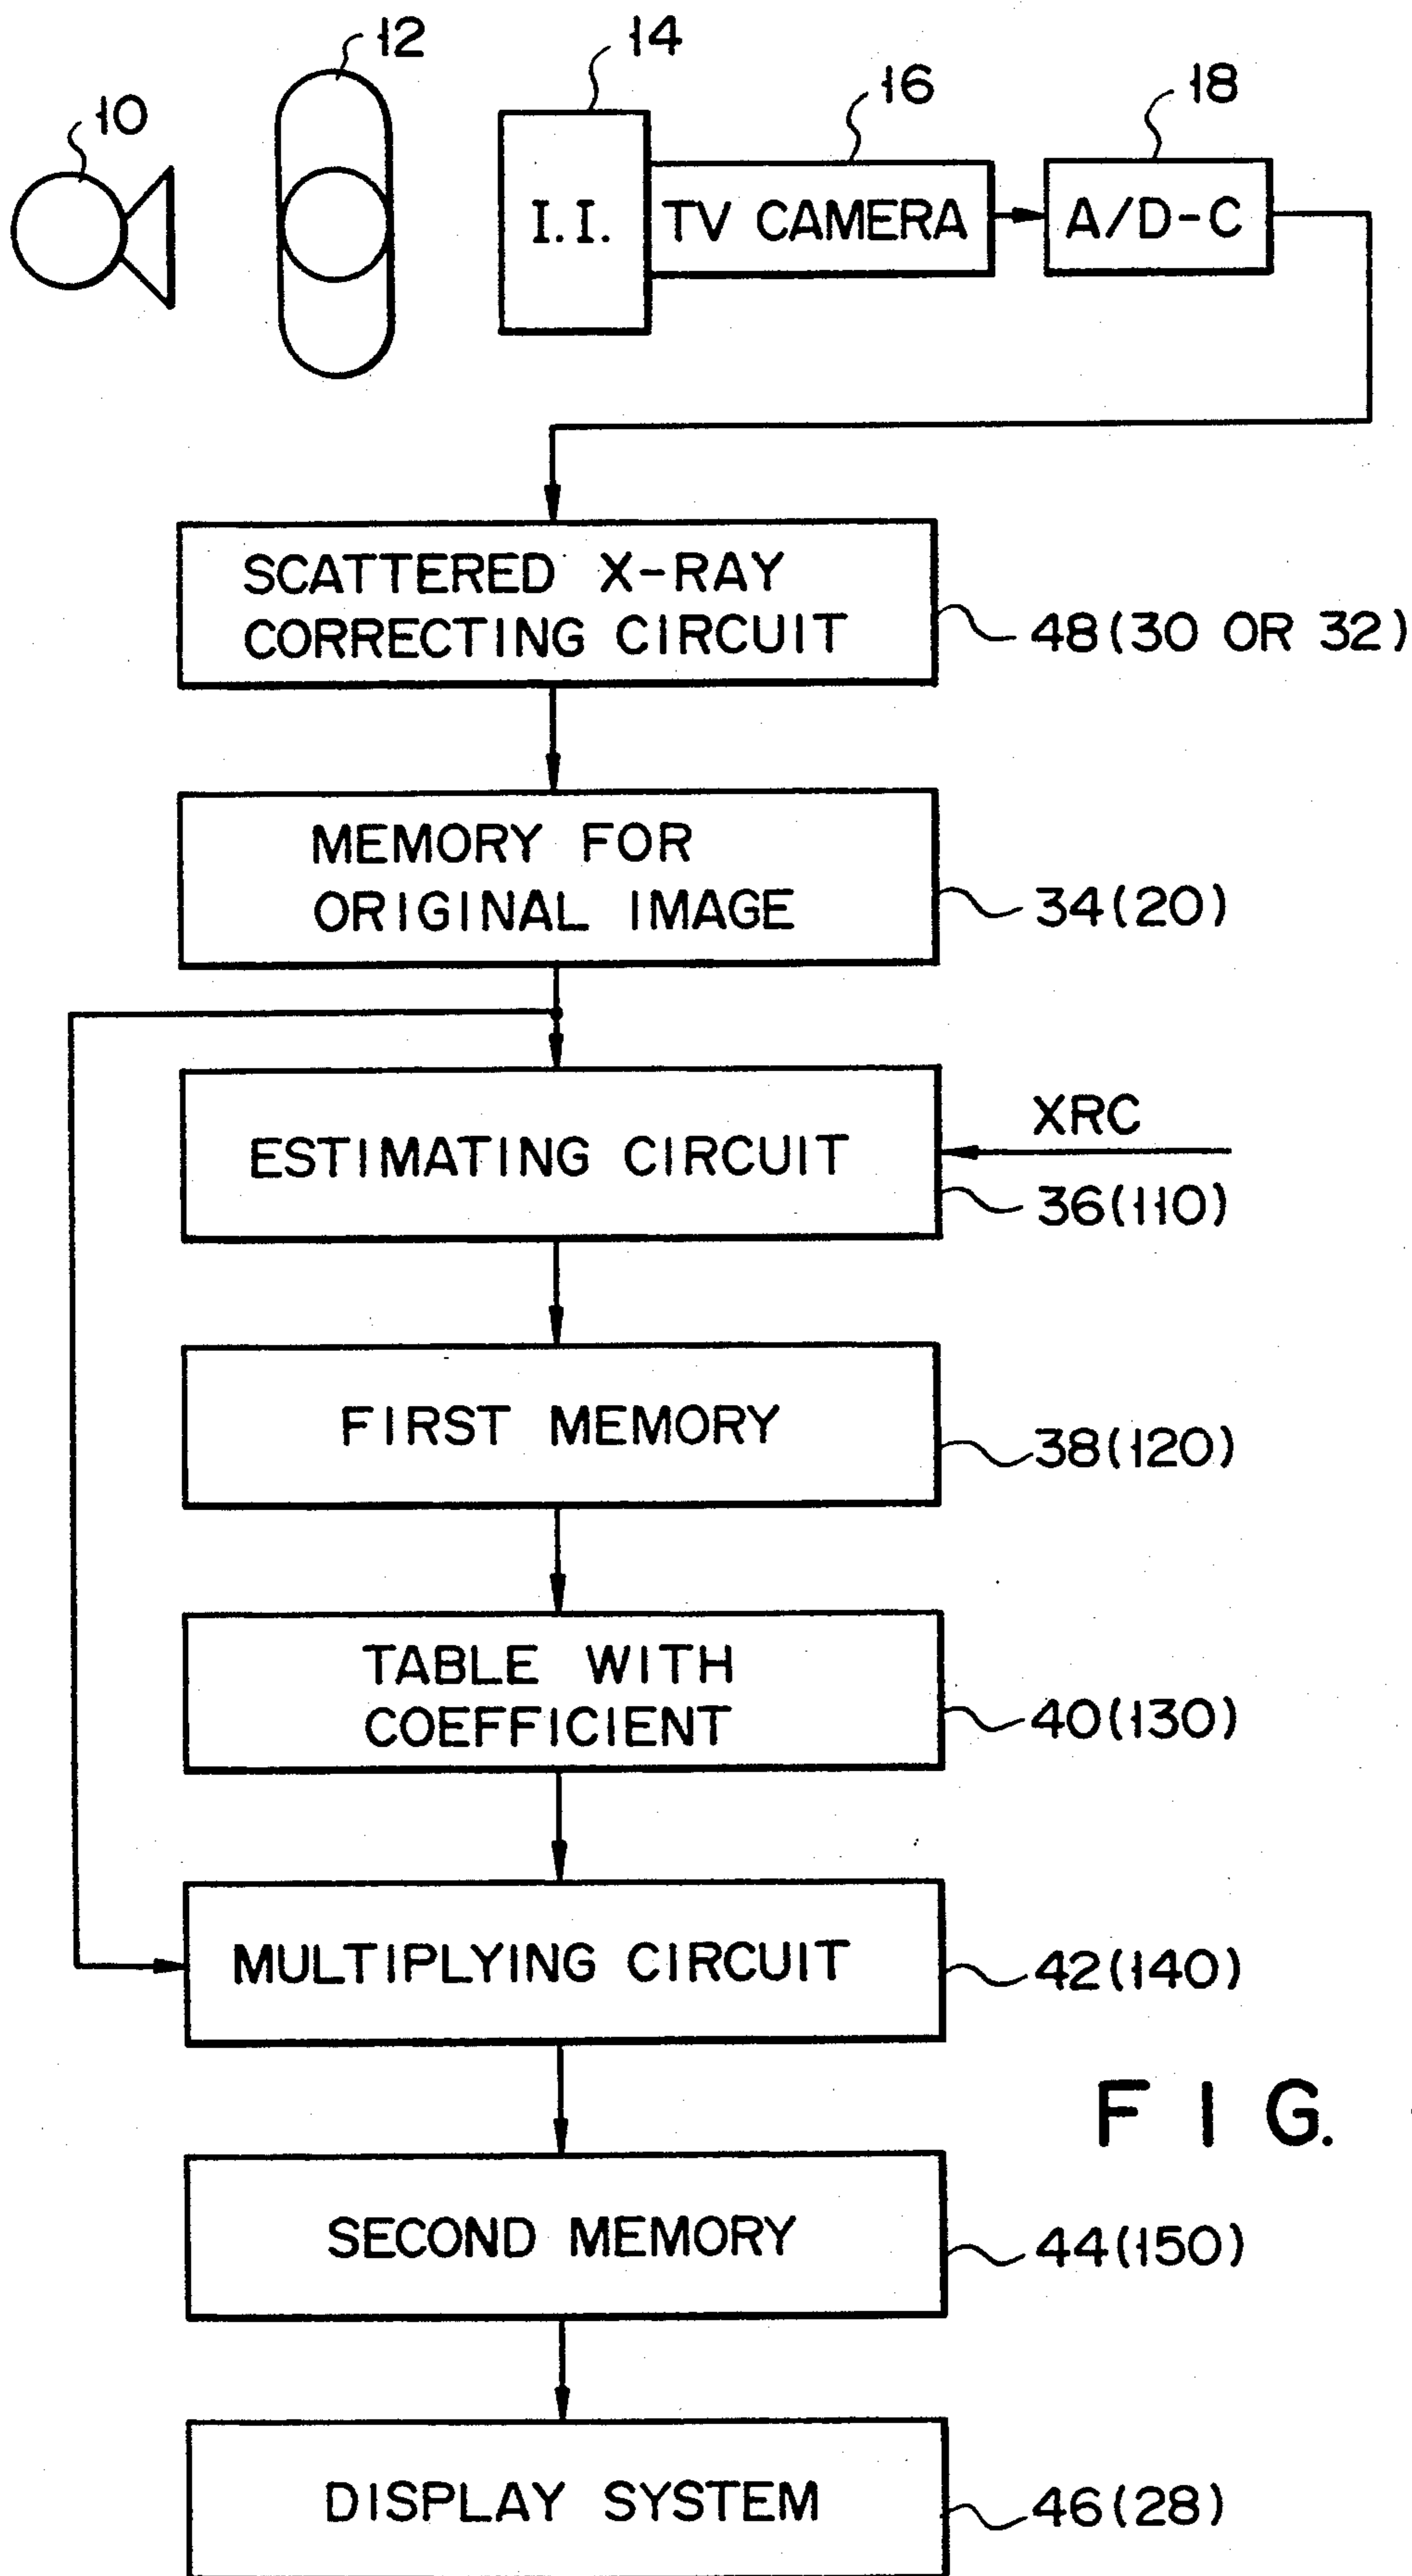 10
12
14
16
18
I.I.
TV CAMERA
A/D-C
SCATTERED X-RAY
CORRECTING CIRCUIT
48(30 OR 32)
MEMORY FOR
ORIGINAL IMAGE
34(20)
ESTIMATING CIRCUIT
XRC
36(110)
FIRST MEMORY
38(120)
TABLE WITH
COEFFICIENT
40(130)
MULTIPLYING CIRCUIT
42(140)
FIG.
SECOND MEMORY
44(150)
DISPLAY SYSTEM
46(28)